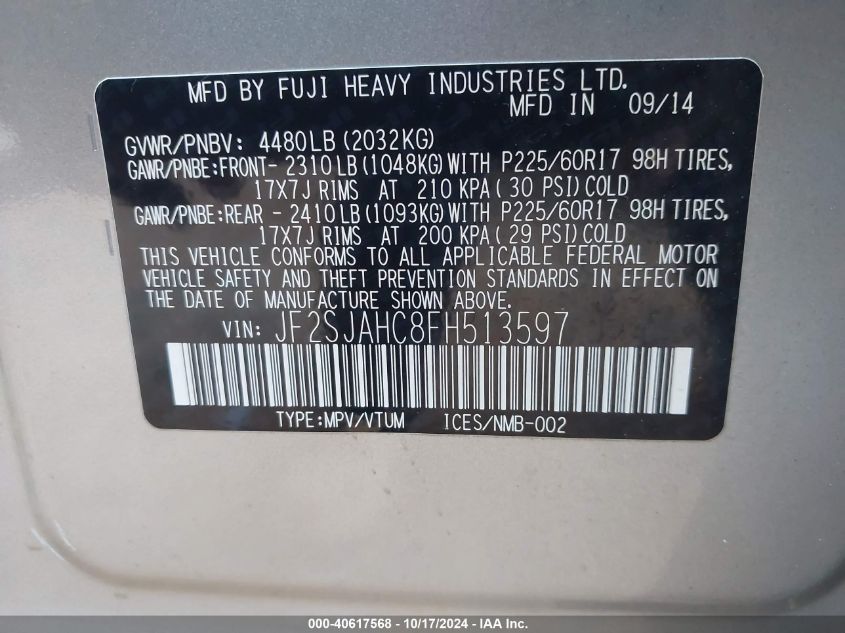 MFD BY FUJI HEAVY INDUSTRIES LTD.
MFD IN 09/14
GVWR/PNBV: 4480LB (2032KG)
GAWR/PNBE:FRONT- 2310LB (1048KG) WITH P225/60R17 98H TIRES,
17X7J RIMS AT 210 KPA ( 30 PSI) COLD
GAWR/PNBE:REAR - 2410LB (1093KG) WITH P225/60R17 98H TIRES,
17X7J RIMS AT 200 KPA ( 29 PSI) COLD
THIS VEHICLE CONFORMS TO ALL APPLICABLE FEDERAL MOTOR
VEHICLE SAFETY AND THEFT PREVENTION STANDARDS IN EFFECT ON
THE DATE OF MANUFACTURE SHOWN ABOVE.
VIN: JF2SJAHC8FH513597
TYPE:MPV/VTUM ICES/NMB-002
000-40617568 - 10/17/2024 - IAA Inc.